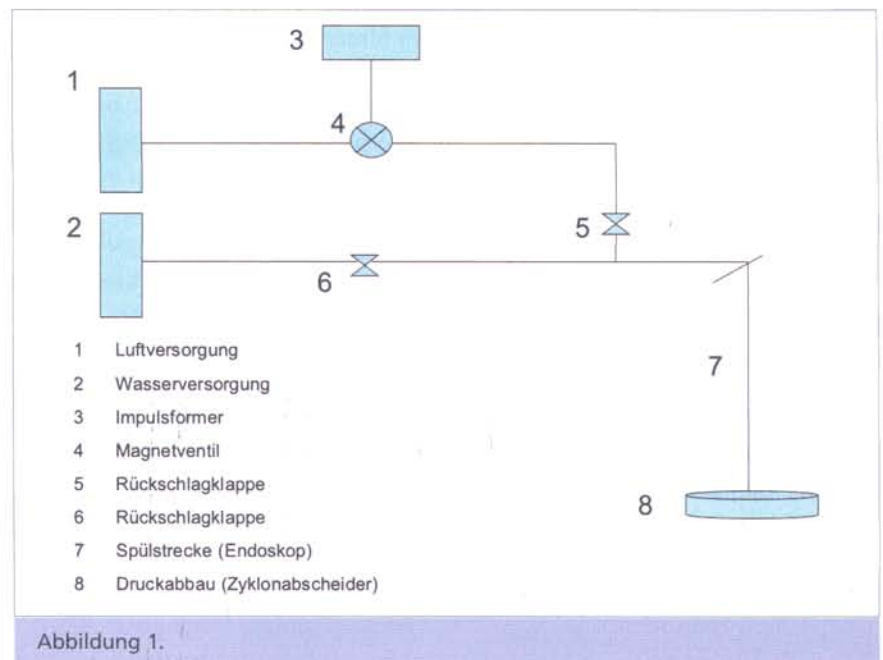 3
1
4
2
5
6
7
8
1 Luftversorgung
2 Wasserversorgung
3 Impulsformer
4 Magnetventil
5 Rückschlagklappe
6 Rückschlagklappe
7 Spülstrecke (Endoskop)
8 Druckabbau (Zyklonabscheider)
Abbildung 1.